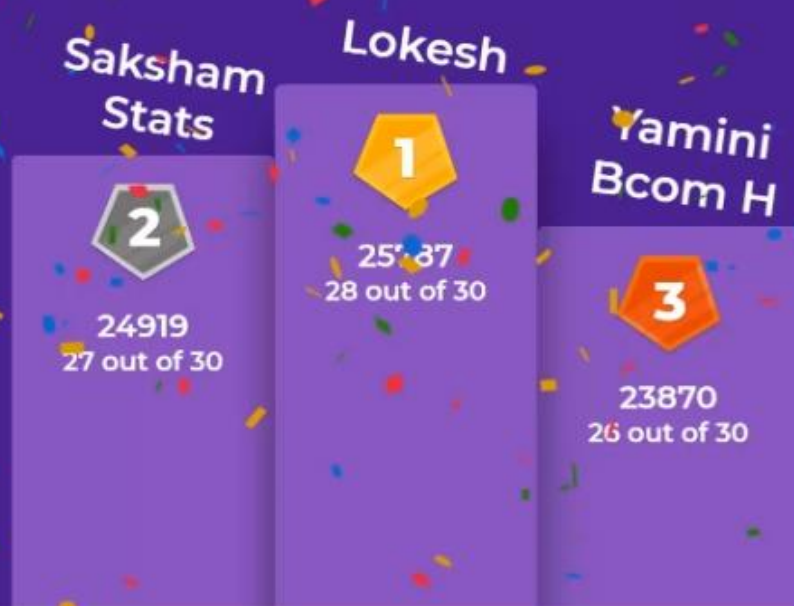 Saksham
Stats
2
24919
27 out of 30
Lokesh
1
28 out of 30
Yamini
Bcom H
3
23870
26 out of 30